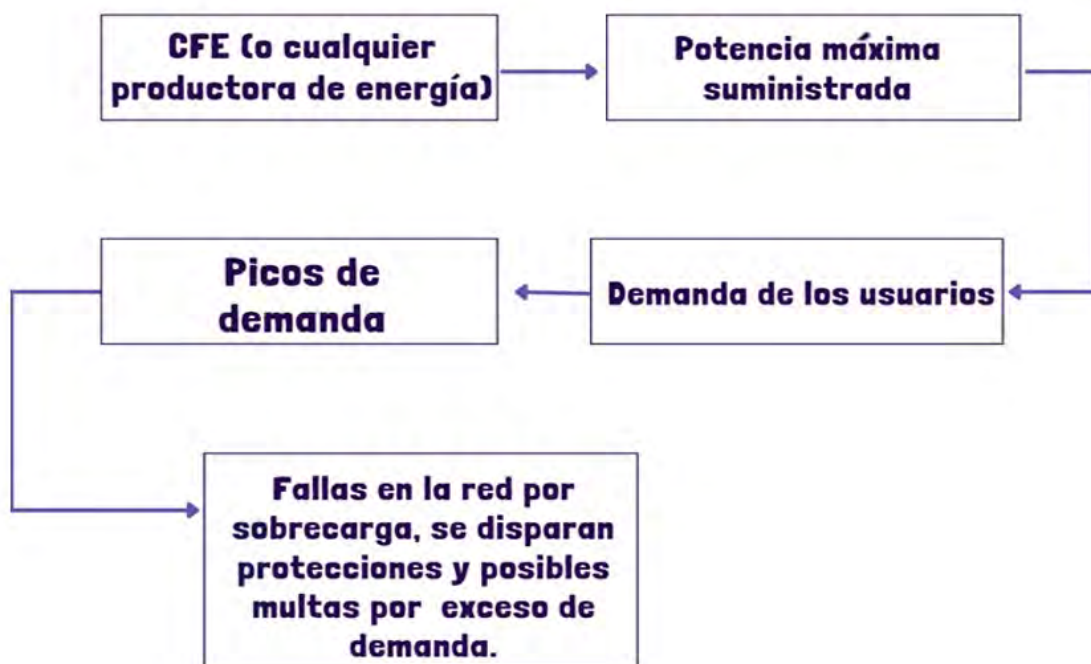 CFE (o cualquier
productora de energía)
Potencia máxima
suministrada
Demanda de los usuarios
Picos de
demanda
Fallas en la red por
sobrecarga, se disparan
protecciones y posibles
multas por exceso de
demanda.